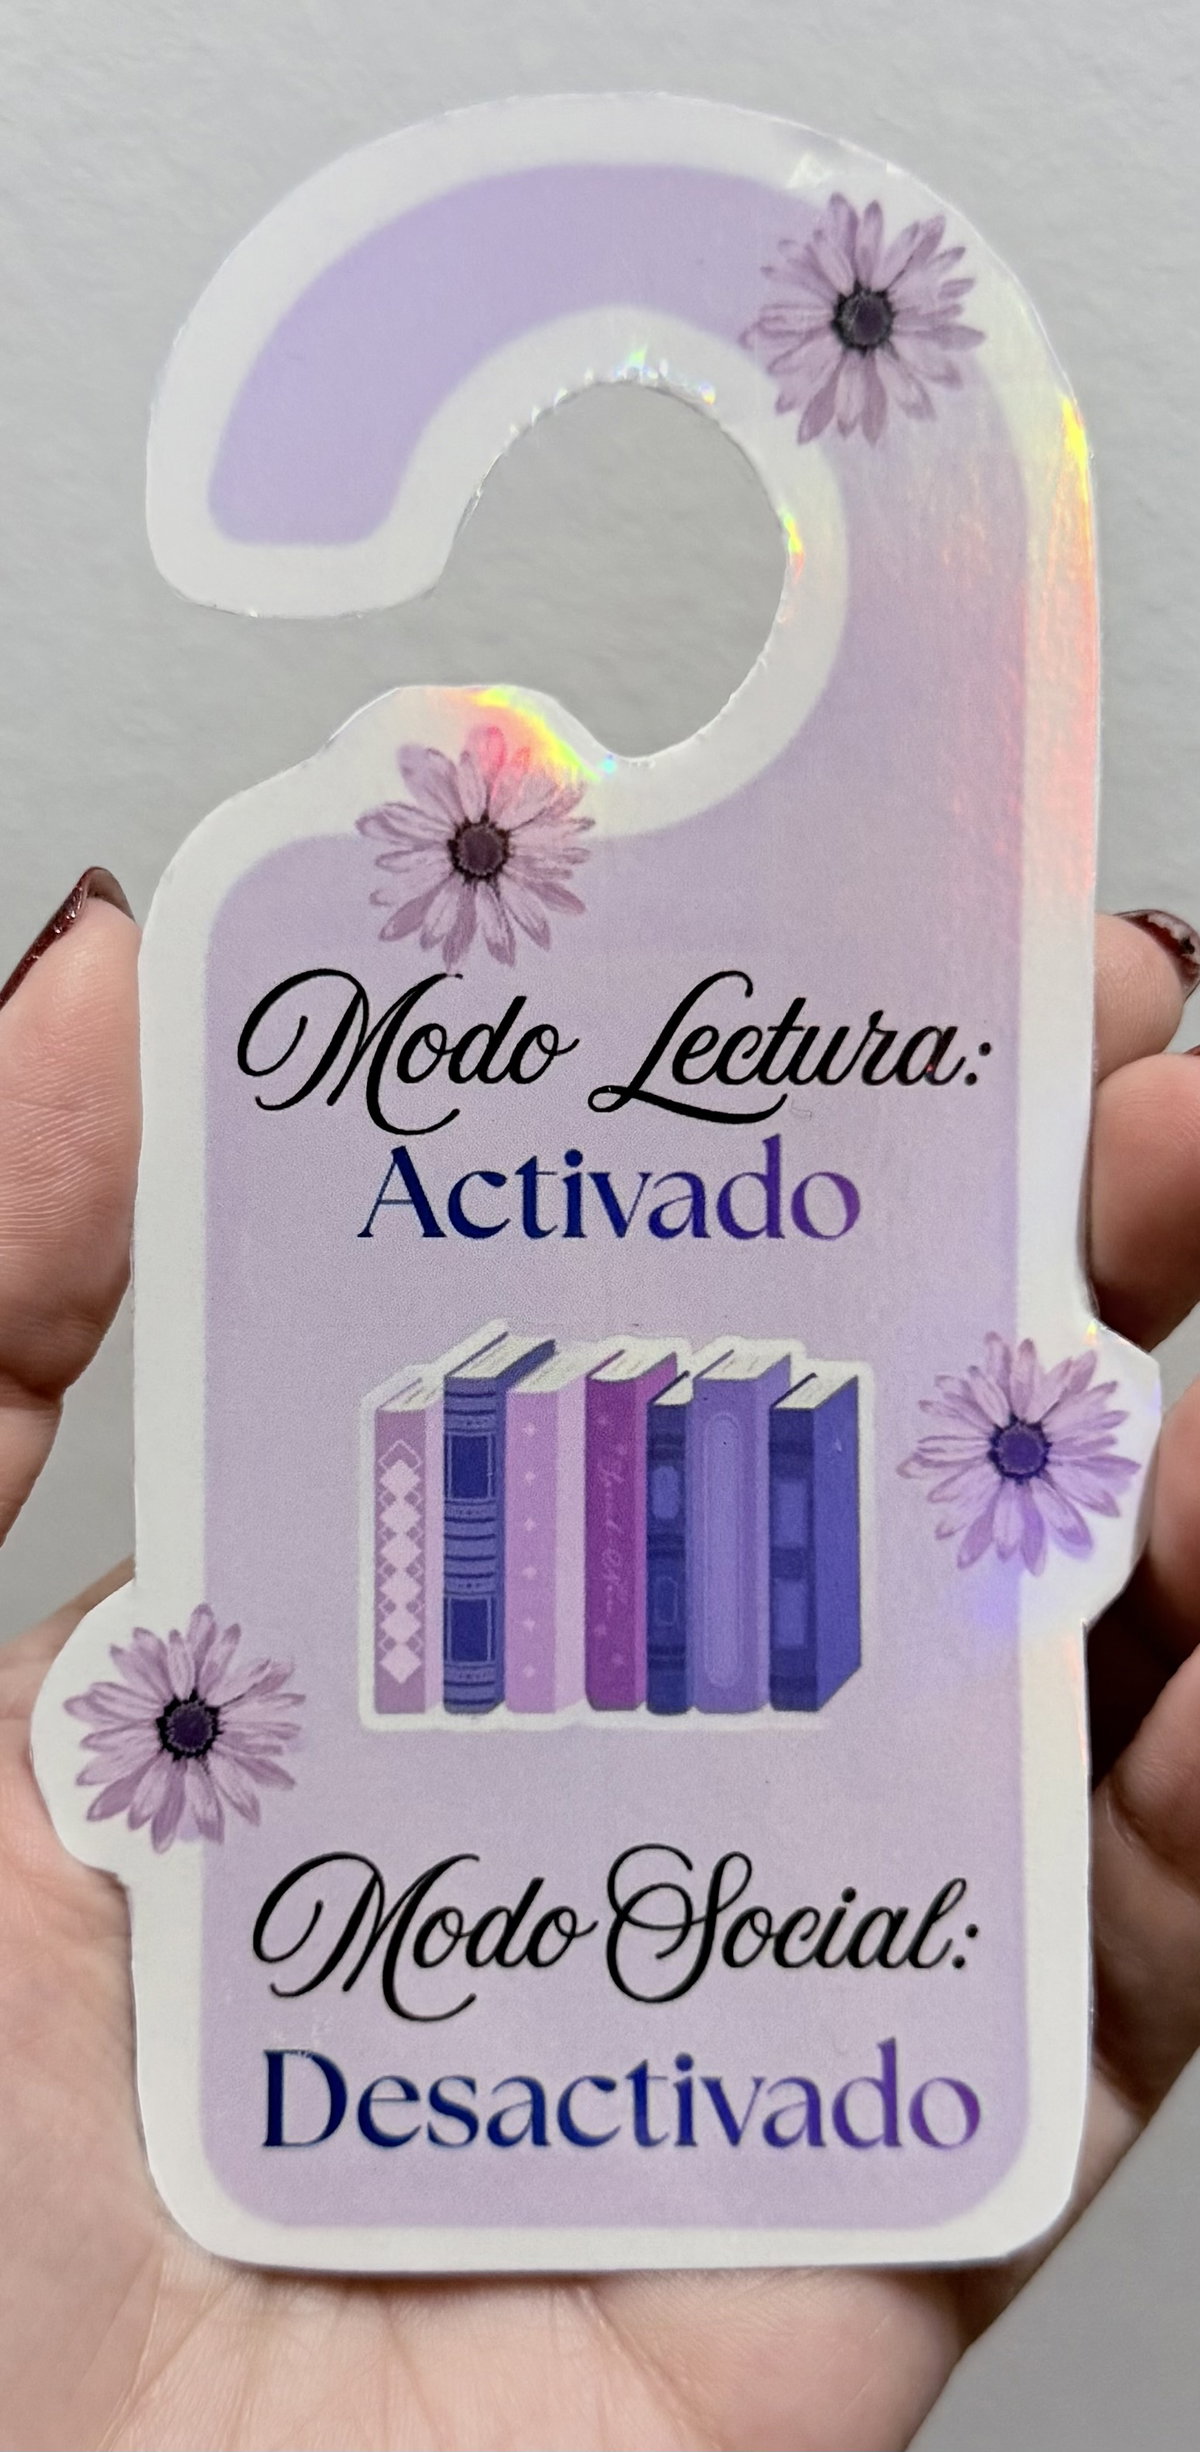 Modo Lectura:
Activado
Modo Social:
Desactivado